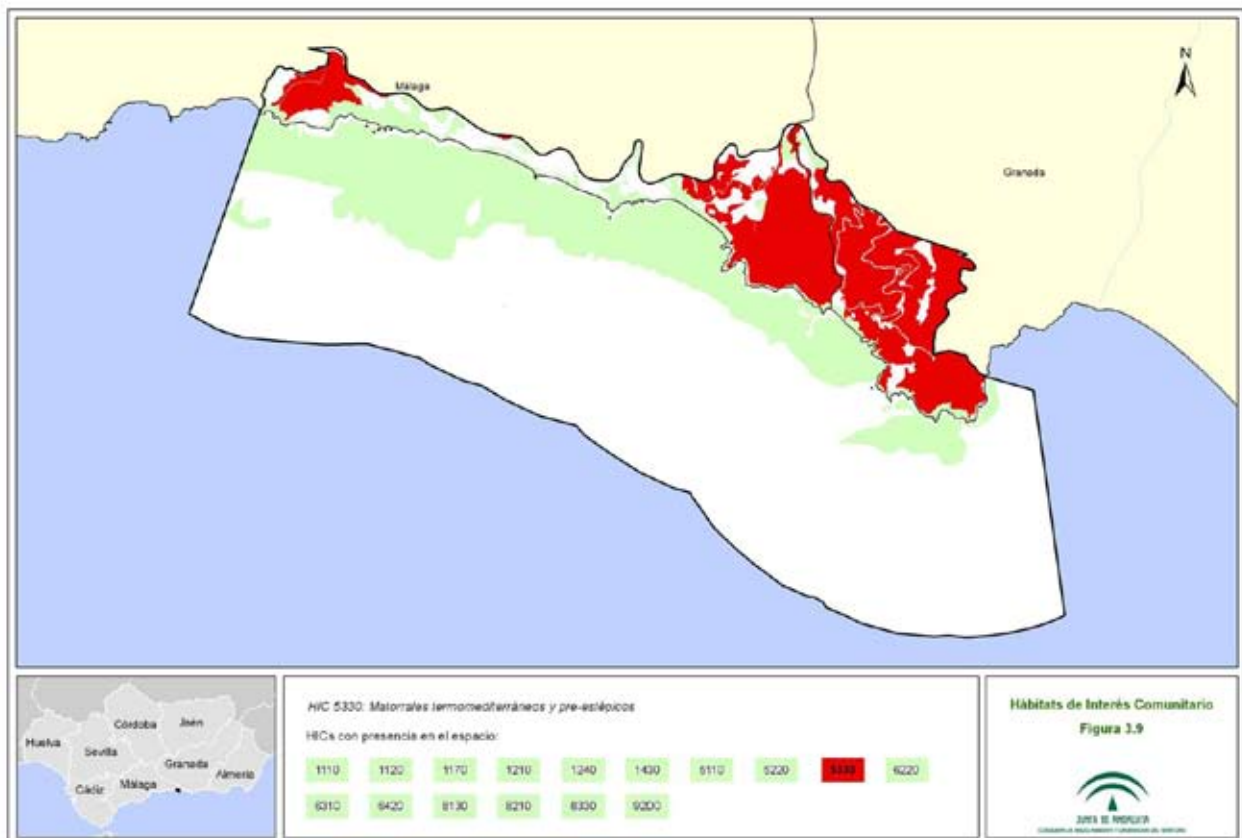 N
Málaga
Granada
Huelva
Sevilla
Córdoba
Jaén
Granada
Almería
Málaga
Cádiz
HIC 5330: Matorrales termomediterráneos y pre-estépicos
HICs con presencia en el espacio:
1110 1120 1170 1210 1240 1430 5110 5220 5330 6220
6310 6420 8130 8210 8330 92D0
Hábitats de Interés Comunitario
Figura 3.9
JUNTA DE ANDALUCIA